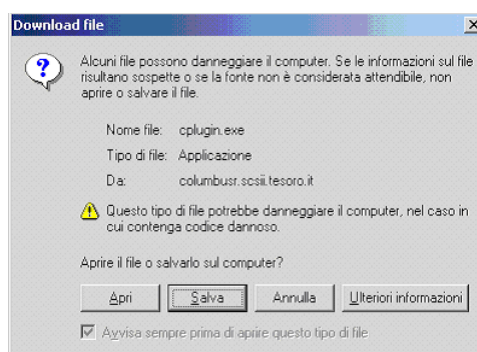 Download file
Alcuni file possono danneggiare il computer. Se le informazioni sul file
risultano sospette o se la fonte non è considerata attendibile, non
aprire o salvare il file.
Nome file: cplugin.exe
Tipo di file: Applicazione
Da: columbusr.scsii.tesoro.it
Questo tipo di file potrebbe danneggiare il computer, nel caso in
cui contenga codice dannoso.
Aprire il file o salvarlo sul computer?
Apri Salva Annulla Ulteriori informazioni
Avvisa sempre prima di aprire questo tipo di file